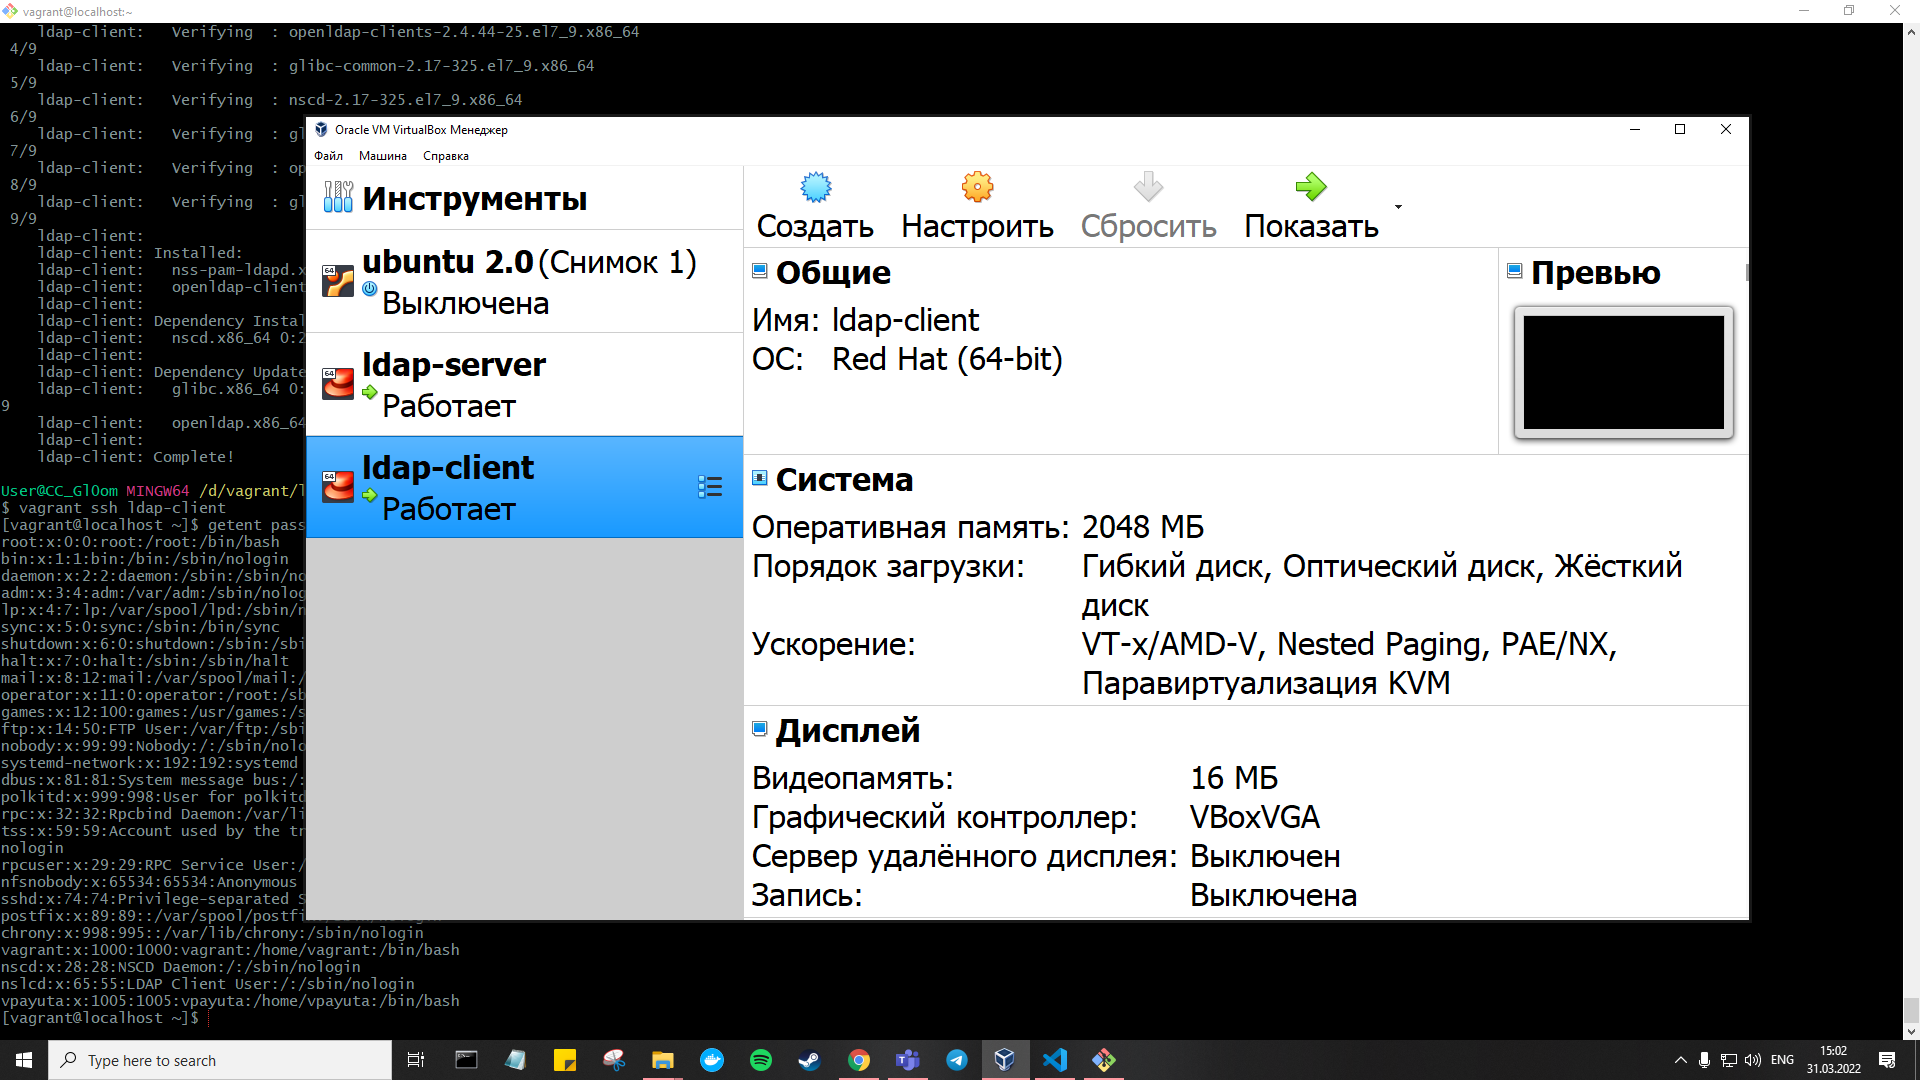 vagrant@localhost:~
ldap-client:   Verifying  : openldap-clients-2.4.44-25.el7_9.x86_64
4/9
ldap-client:   Verifying  : glibc-common-2.17-325.el7_9.x86_64
5/9
ldap-client:   Verifying  : nscd-2.17-325.el7_9.x86_64
6/9
ldap-client:   Verifying  : gl
7/9
ldap-client:   Verifying  : op
8/9
ldap-client:   Verifying  : gl
9/9
ldap-client:
ldap-client: Installed:
ldap-client:   nss-pam-ldapd.x
ldap-client:   openldap-client
ldap-client:
ldap-client: Dependency Instal
ldap-client:   nscd.x86_64 0:2
ldap-client:
ldap-client: Dependency Update
ldap-client:   glibc.x86_64 0:
9
ldap-client:   openldap.x86_64
ldap-client:
ldap-client: Complete!
User@CC_Gl0om MINGW64 /d/vagrant/l
$ vagrant ssh ldap-client
[vagrant@localhost ~]$ getent pass
root:x:0:0:root:/root:/bin/bash
bin:x:1:1:bin:/bin:/sbin/nologin
daemon:x:2:2:daemon:/sbin:/sbin/no
adm:x:3:4:adm:/var/adm:/sbin/nolog
lp:x:4:7:lp:/var/spool/lpd:/sbin/n
sync:x:5:0:sync:/sbin:/bin/sync
shutdown:x:6:0:shutdown:/sbin:/sbi
halt:x:7:0:halt:/sbin:/sbin/halt
mail:x:8:12:mail:/var/spool/mail:/
operator:x:11:0:operator:/root:/sb
games:x:12:100:games:/usr/games:/s
ftp:x:14:50:FTP User:/var/ftp:/sbi
nobody:x:99:99:Nobody:/:/sbin/nolo
systemd-network:x:192:192:systemd
dbus:x:81:81:System message bus:/:
polkitd:x:999:998:User for polkitd
rpc:x:32:32:Rpcbind Daemon:/var/li
tss:x:59:59:Account used by the tr
nologin
rpcuser:x:29:29:RPC Service User:/
nfsnobody:x:65534:65534:Anonymous
sshd:x:74:74:Privilege-separated S
postfix:x:89:89::/var/spool/postfi
chrony:x:998:995::/var/lib/chrony:/sbin/nologin
vagrant:x:1000:1000:vagrant:/home/vagrant:/bin/bash
nscd:x:28:28:NSCD Daemon:/:/sbin/nologin
nslcd:x:65:55:LDAP Client User:/:/sbin/nologin
vpayuta:x:1005:1005:vpayuta:/home/vpayuta:/bin/bash
[vagrant@localhost ~]$
Oracle VM VirtualBox Менеджер
Файл Машина Справка
Инструменты
ubuntu 2.0 (Снимок 1)
Выключена
ldap-server
Работает
ldap-client
Работает
Создать Настроить Сбросить Показать
Общие
Имя: ldap-client
ОС: Red Hat (64-bit)
Превью
Система
Оперативная память: 2048 МБ
Порядок загрузки: Гибкий диск, Оптический диск, Жёсткий
диск
Ускорение: VT-x/AMD-V, Nested Paging, PAE/NX,
Паравиртуализация KVM
Дисплей
Видеопамять: 16 МБ
Графический контроллер: VBoxVGA
Сервер удалённого дисплея: Выключен
Запись: Выключена
Type here to search
ENG
15:02
31.03.2022